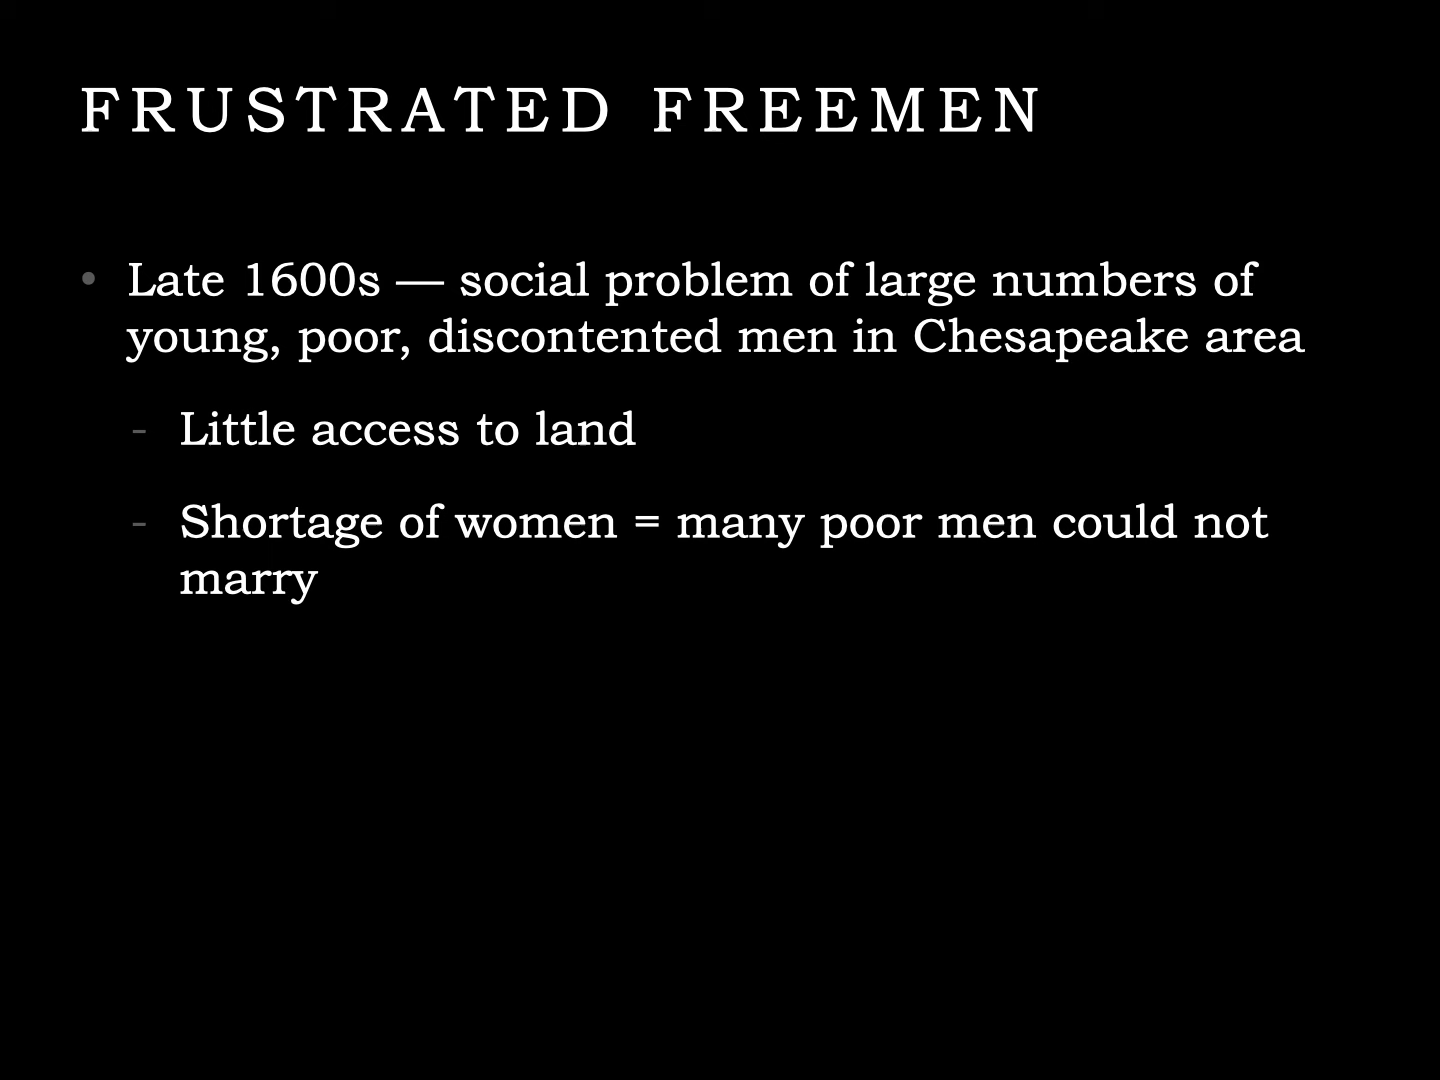 FRUSTRATED FREEMEN
• Late 1600s — social problem of large numbers of
young, poor, discontented men in Chesapeake area
- Little access to land
- Shortage of women = many poor men could not
marry